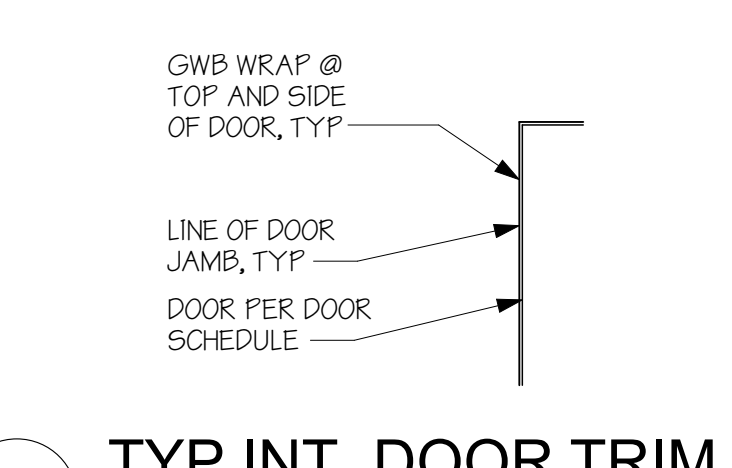 GWB WRAP @
TOP AND SIDE
OF DOOR, TYP
LINE OF DOOR
JAMB, TYP
DOOR PER DOOR
SCHEDULE
TYP INT. DOOR TRIM